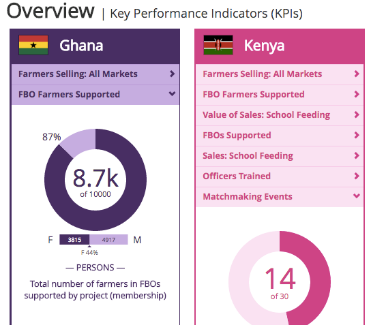 Overview | Key Performance Indicators (KPIs)
Ghana
Farmers Selling: All Markets
FBO Farmers Supported
87%
8.7k
of 10000
F 3815 4917 M
F 44%
— PERSONS —
Total number of farmers in FBOs
supported by project (membership)
Kenya
Farmers Selling: All Markets
FBO Farmers Supported
Value of Sales: School Feeding
FBOs Supported
Sales: School Feeding
Officers Trained
Matchmaking Events
14
of 30